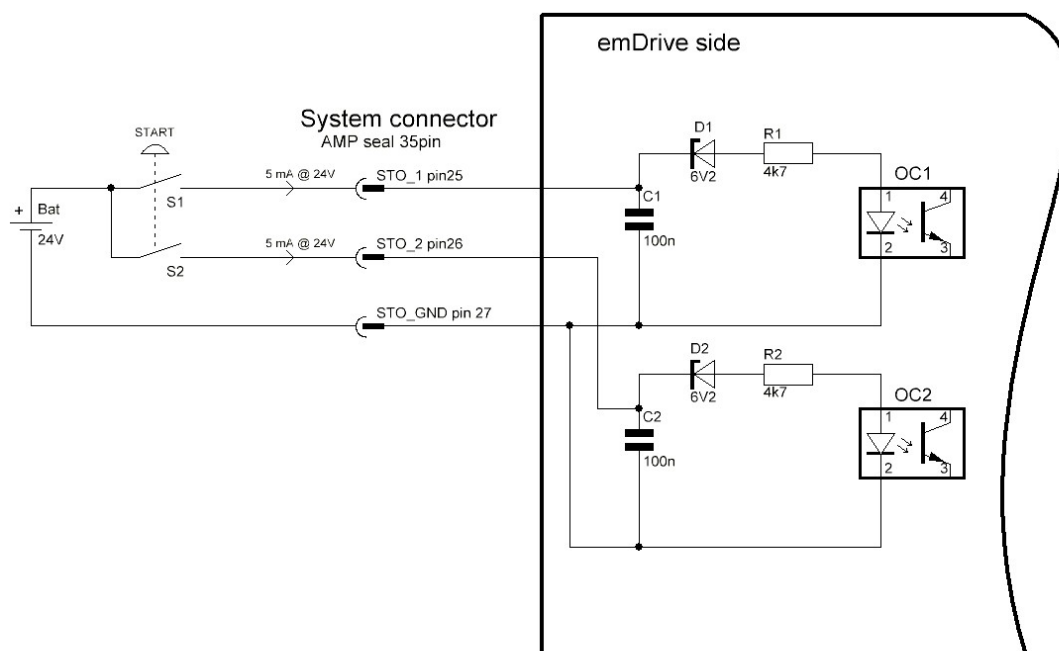 emDrive side
System connector
AMP seal 35pin
START
S1
S2
+
Bat
24V
5 mA @ 24V
5 mA @ 24V
STO_1 pin25
STO_2 pin26
STO_GND pin 27
D1
6V2
R1
4k7
C1
100n
OC1
1
2
4
3
D2
6V2
R2
4k7
C2
100n
OC2
1
2
4
3